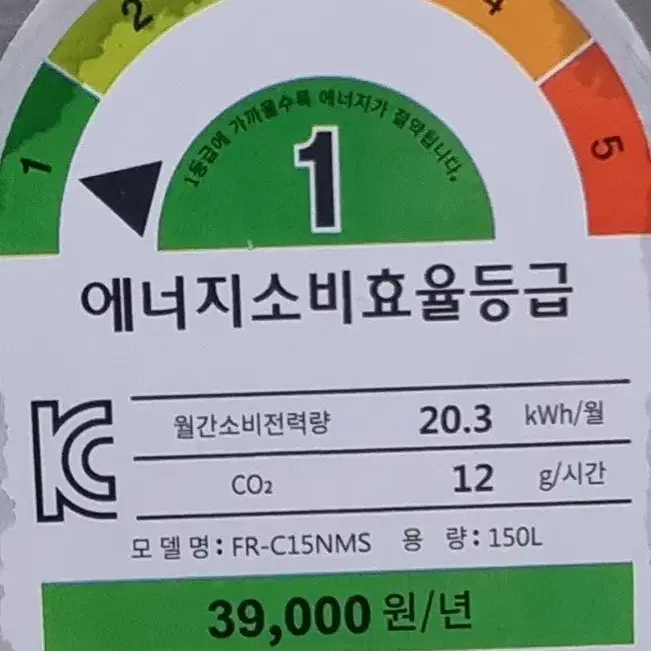 1
2
4
5
1등급에 가까울수록 에너지가 절약됩니다.
1
에너지소비효율등급
KC
월간소비전력량 20.3 kWh/월
CO₂ 12 g/시간
모델명: FR-C15NMS 용 량: 150L
39,000 원/년